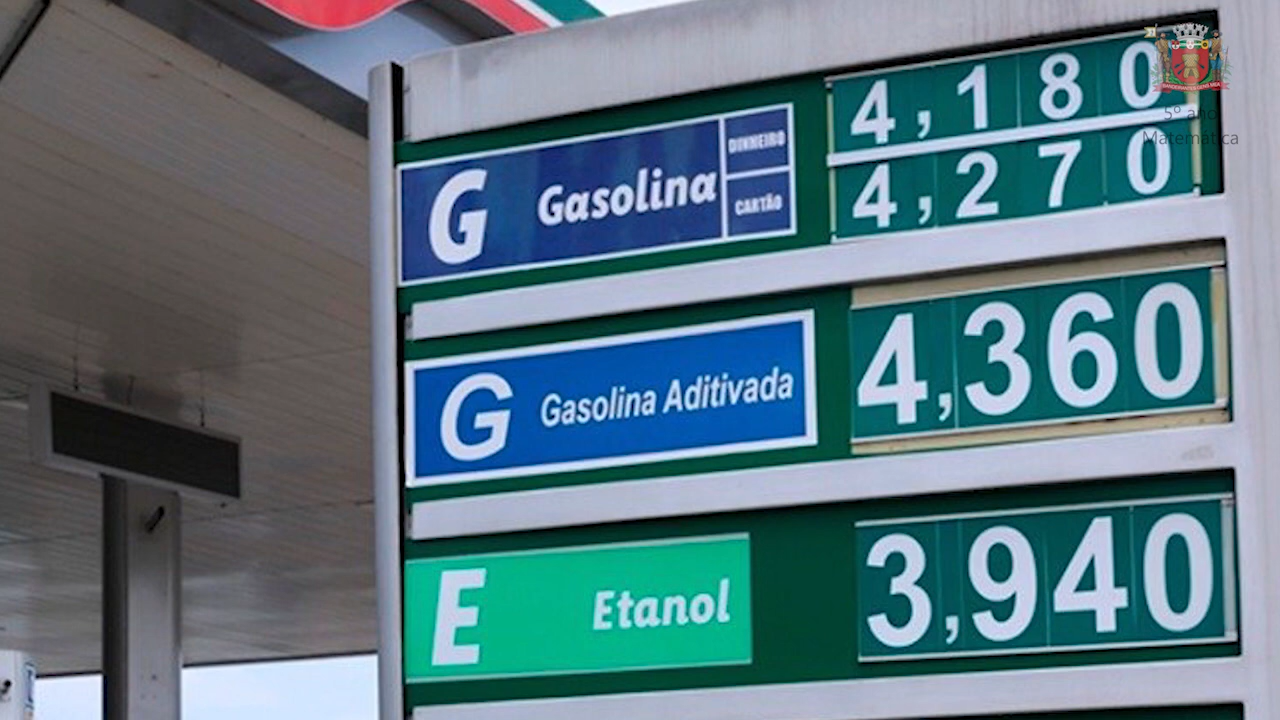 G Gasolina DINHEIRO 4,180
CARTÃO 4,270
G Gasolina Aditivada 4,360
E Etanol 3,940
5º ano
Matemática